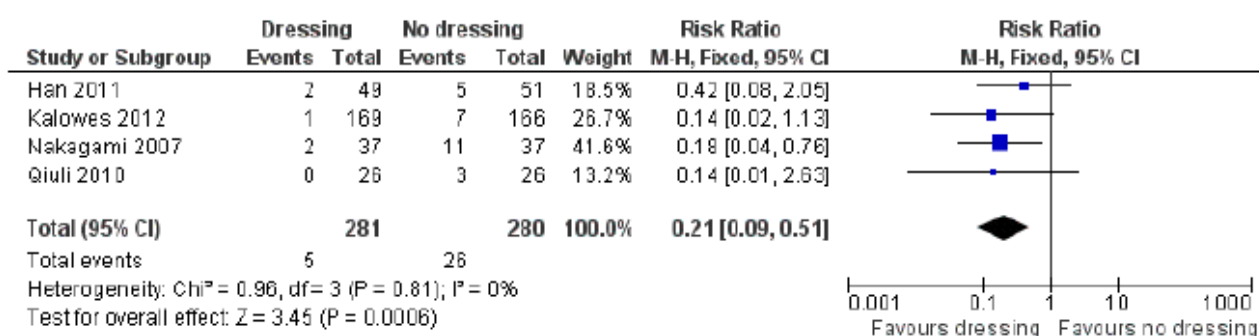 Dressing No dressing Risk Ratio Risk Ratio
Study or Subgroup Events Total Events Total Weight M-H, Fixed, 95% CI M-H, Fixed, 95% CI
Han 2011 2 49 5 51 18.5% 0.42 [0.08, 2.05]
Kalowes 2012 1 169 7 166 26.7% 0.14 [0.02, 1.13]
Nakagami 2007 2 37 11 37 41.6% 0.18 [0.04, 0.76]
Qiuli 2010 0 26 3 26 13.2% 0.14 [0.01, 2.63]
Total (95% CI) 281 280 100.0% 0.21 [0.09, 0.51]
Total events 5 26
Heterogeneity: Chi² = 0.96, df = 3 (P = 0.81); I² = 0%
Test for overall effect: Z = 3.45 (P = 0.0006)
0.001 0.1 1 10 1000
Favours dressing Favours no dressing